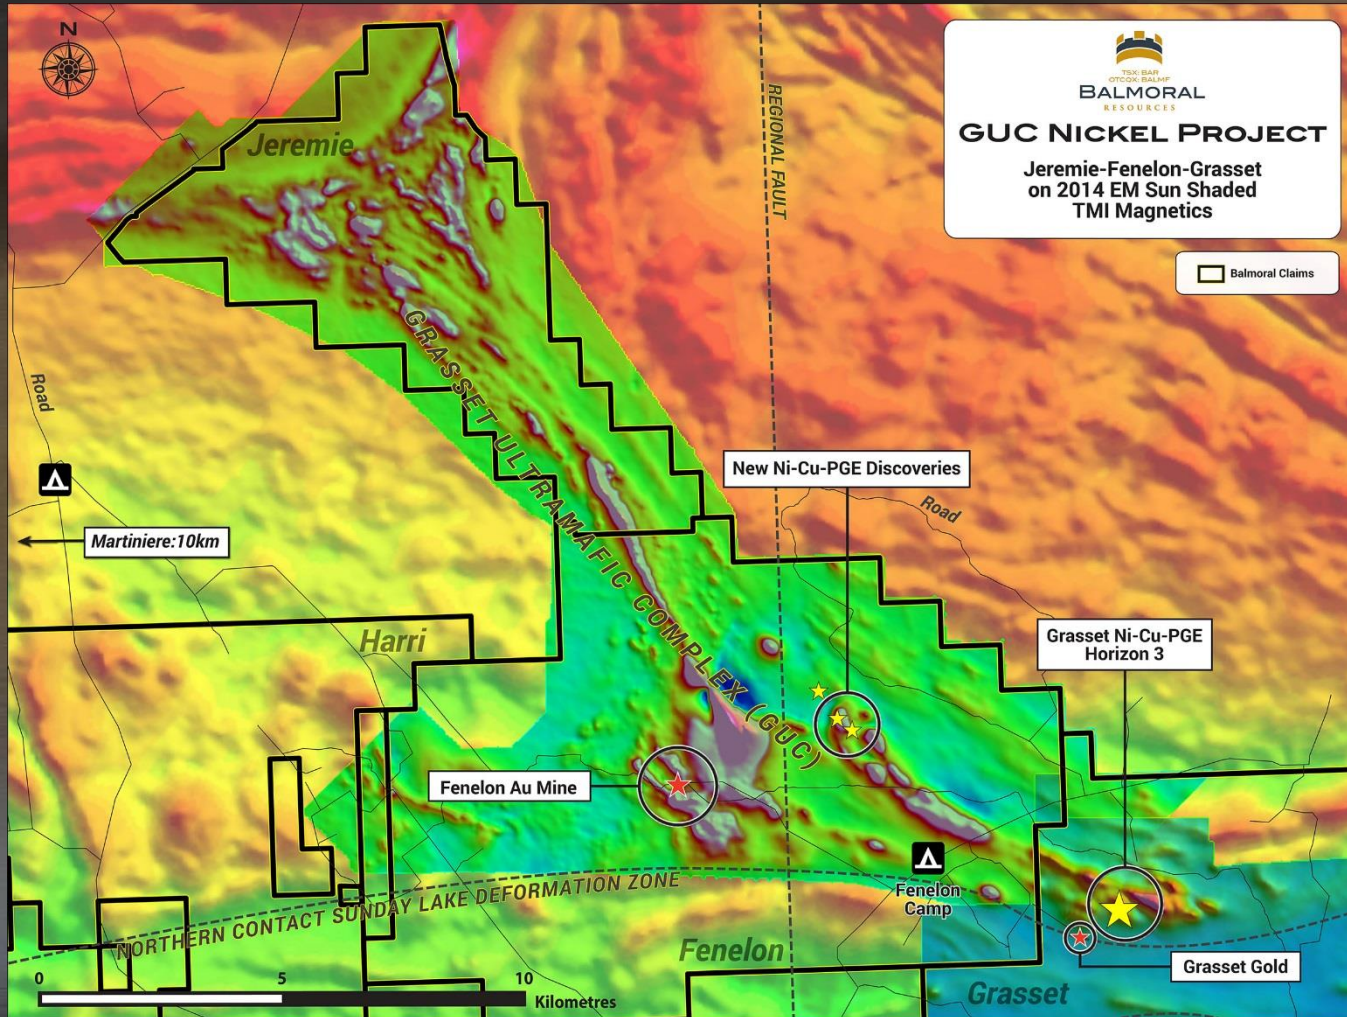 N
TSX: BAR
OTCQX: BALMF
BALMORAL
RESOURCES
GUC NICKEL PROJECT
Jeremie-Fenelon-Grasset
on 2014 EM Sun Shaded
TMI Magnetics
Balmoral Claims
Jeremie
REGIONAL FAULT
GRASSET ULTRAMAFIC COMPLEX (GUC)
Road
New Ni-Cu-PGE Discoveries
Road
Martiniere:10km
Harri
Grasset Ni-Cu-PGE
Horizon 3
Fenelon Au Mine
Fenelon
Camp
NORTHERN CONTACT SUNDAY LAKE DEFORMATION ZONE
Fenelon
Grasset Gold
Grasset
0 5 10
Kilometres